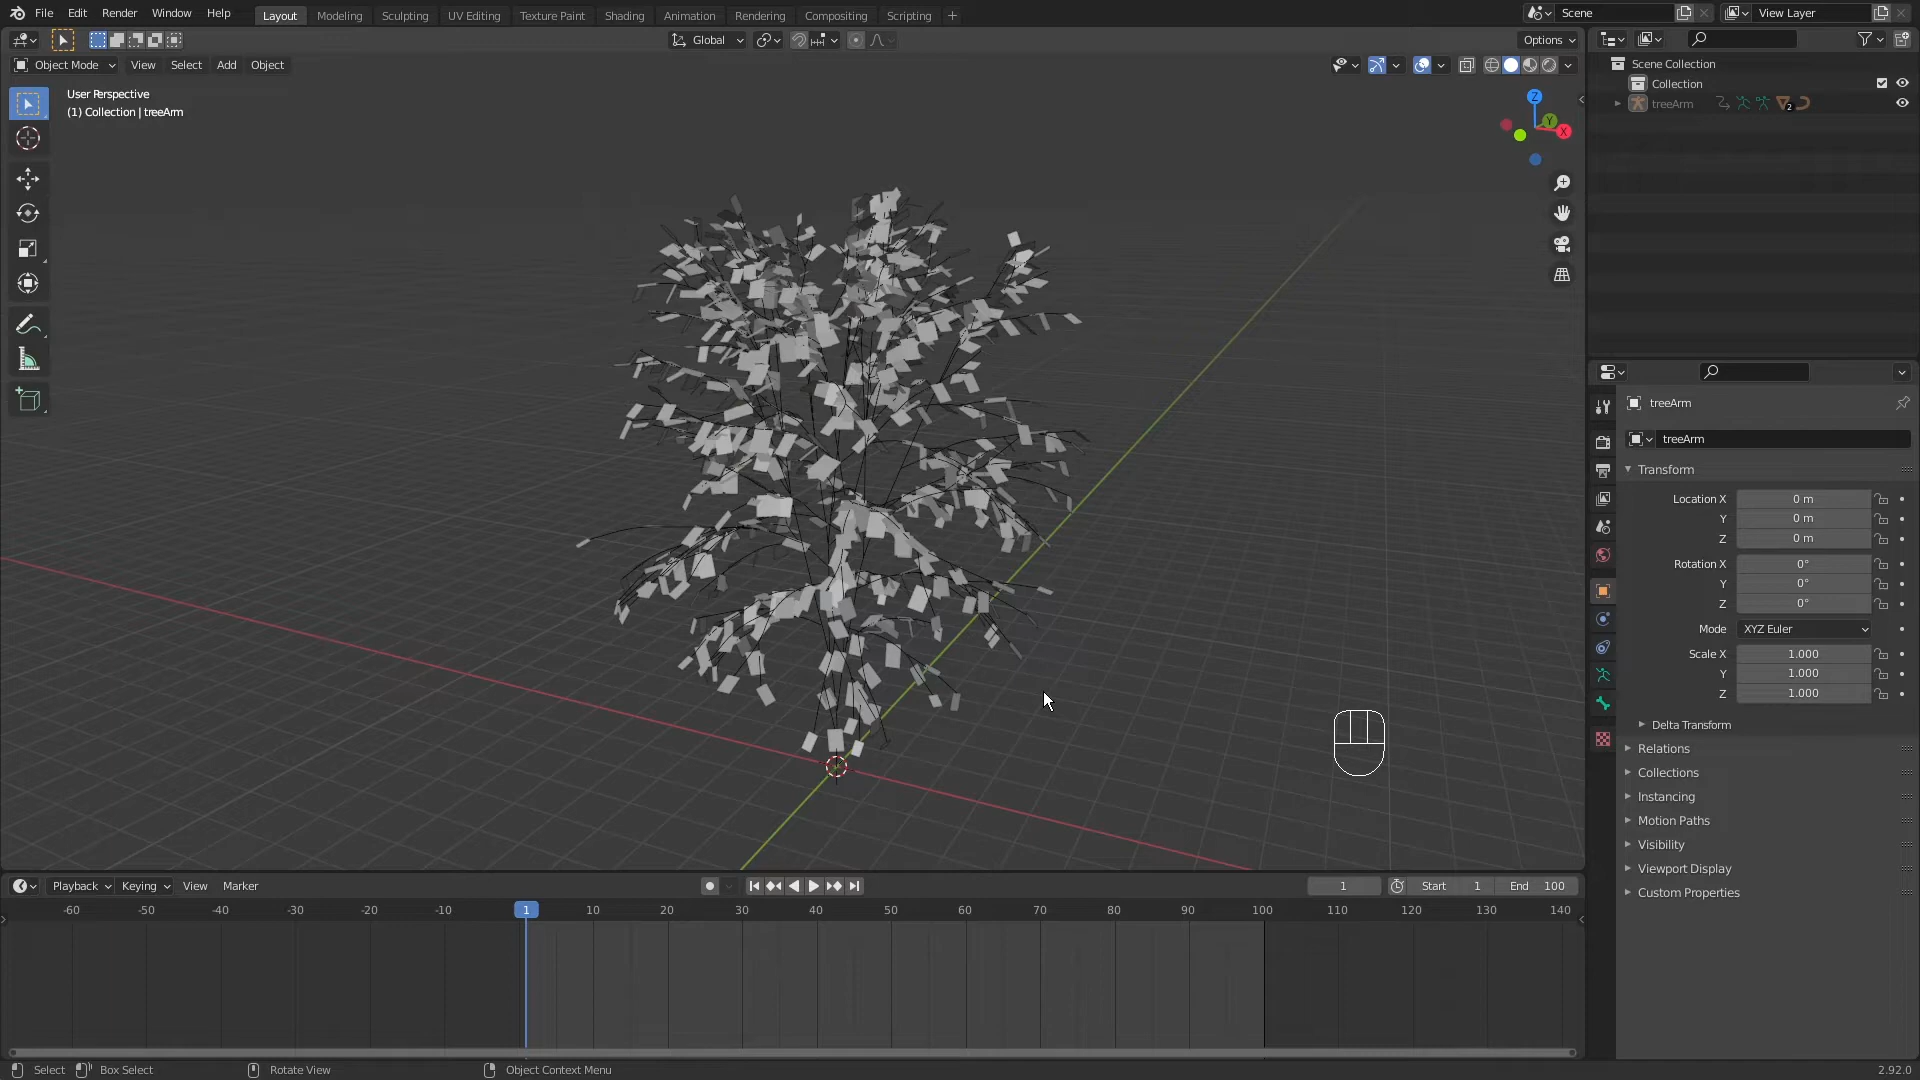 File Edit Render Window Help
Layout Modeling Sculpting UV Editing Texture Paint Shading Animation Rendering Compositing Scripting +
Scene
View Layer
Global
Options
Object Mode View Select Add Object
User Perspective
(1) Collection | treeArm
Z
Y
X
Scene Collection
Collection
treeArm 2
treeArm
treeArm
Transform
Location X 0 m
Y 0 m
Z 0 m
Rotation X 0°
Y 0°
Z 0°
Mode XYZ Euler
Scale X 1.000
Y 1.000
Z 1.000
Delta Transform
Relations
Collections
Instancing
Motion Paths
Visibility
Viewport Display
Custom Properties
Playback Keying View Marker
1 Start 1 End 100
-60 -50 -40 -30 -20 -10 1 10 20 30 40 50 60 70 80 90 100 110 120 130 140
Select Box Select Rotate View Object Context Menu 2.92.0